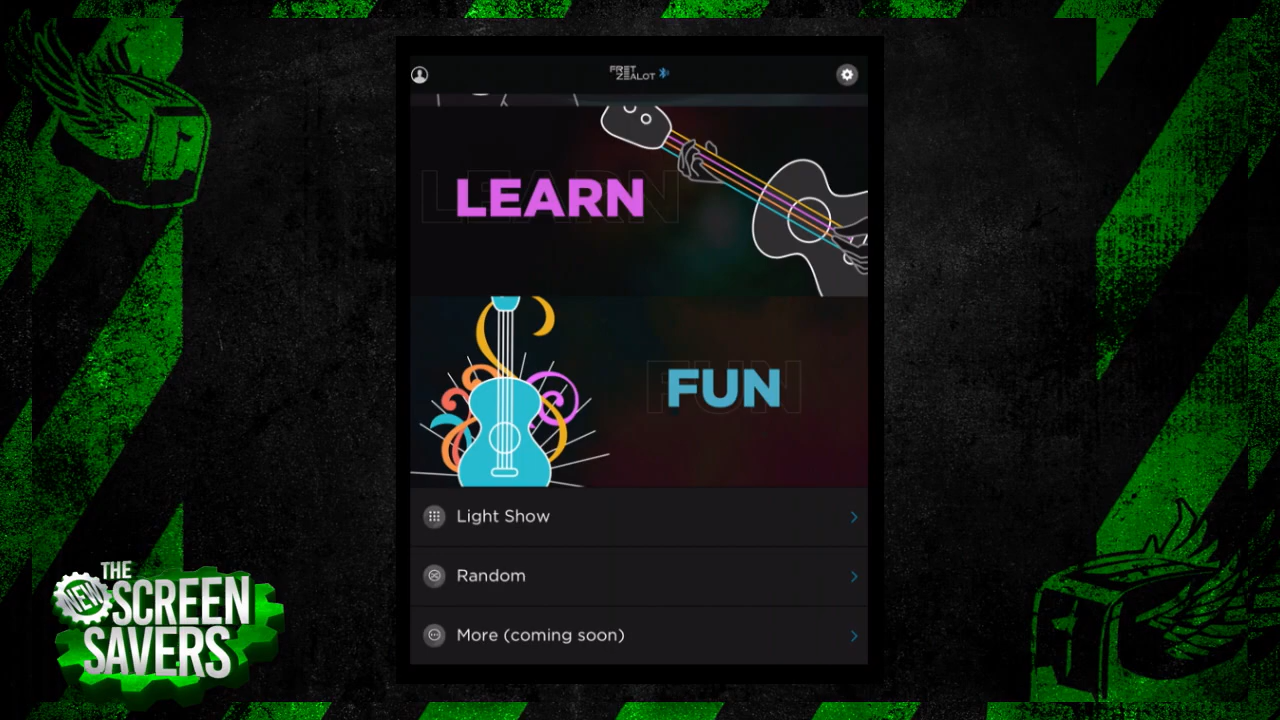 FRET
ZEALOT
LEARN
FUN
Light Show
Random
More (coming soon)
THE
NEW
SCREEN
SAVERS